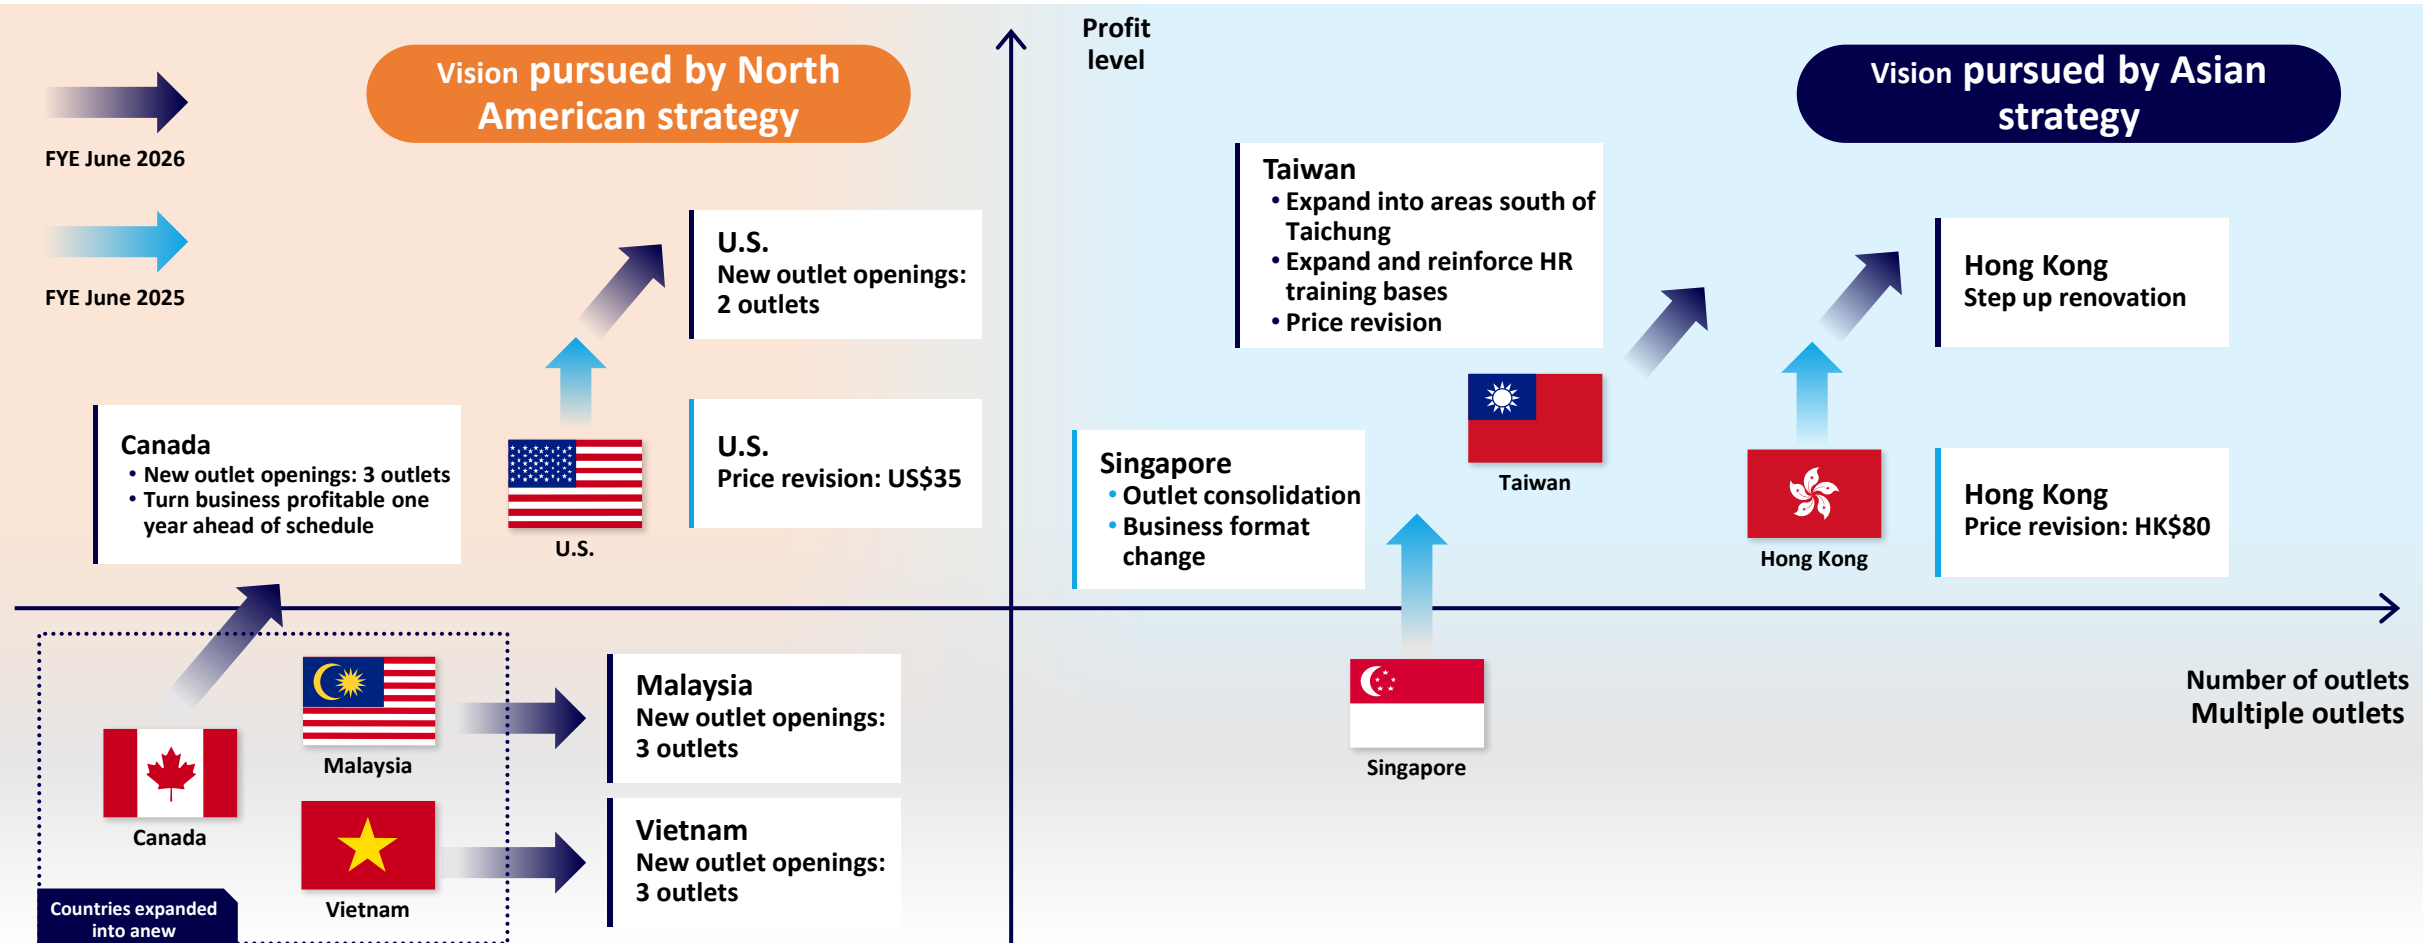 Vision pursued by North
American strategy
FYE June 2026
FYE June 2025
U.S.
New outlet openings:
2 outlets
U.S.
Price revision: US$35
U.S.
Canada
• New outlet openings: 3 outlets
• Turn business profitable one
year ahead of schedule
Canada
Malaysia
Malaysia
New outlet openings:
3 outlets
Vietnam
Vietnam
New outlet openings:
3 outlets
Countries expanded
into anew
Profit
level
Vision pursued by Asian
strategy
Taiwan
• Expand into areas south of
Taichung
• Expand and reinforce HR
training bases
• Price revision
Taiwan
Hong Kong
Step up renovation
Hong Kong
Price revision: HK$80
Hong Kong
Singapore
• Outlet consolidation
• Business format
change
Singapore
Number of outlets
Multiple outlets